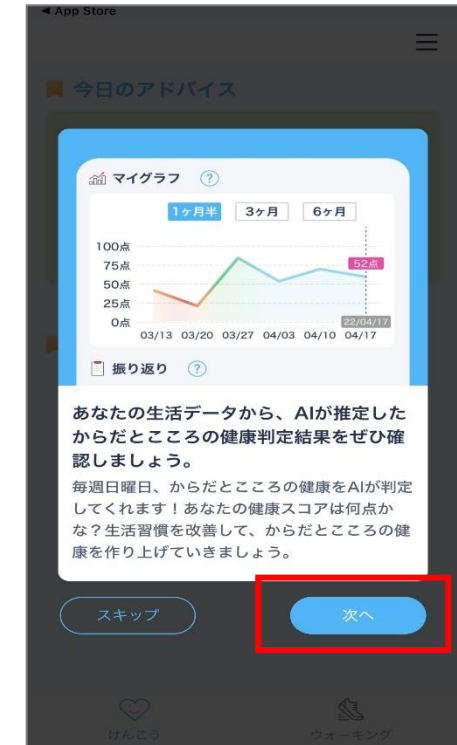 ◀ App Store
今日のアドバイス
マイグラフ ?
1ヶ月半 3ヶ月 6ヶ月
100点
75点
52点
50点
25点
0点
22/04/17
03/13 03/20 03/27 04/03 04/10 04/17
振り返り ?
あなたの生活データから、AIが推定した
からだとこころの健康判定結果をぜひ確
認しましょう。
毎週日曜日、からだとこころの健康をAIが判定
してくれます！あなたの健康スコアは何点か
な？生活習慣を改善して、からだとこころの健
康を作り上げていきましょう。
スキップ 次へ
けんこう ウォーキング